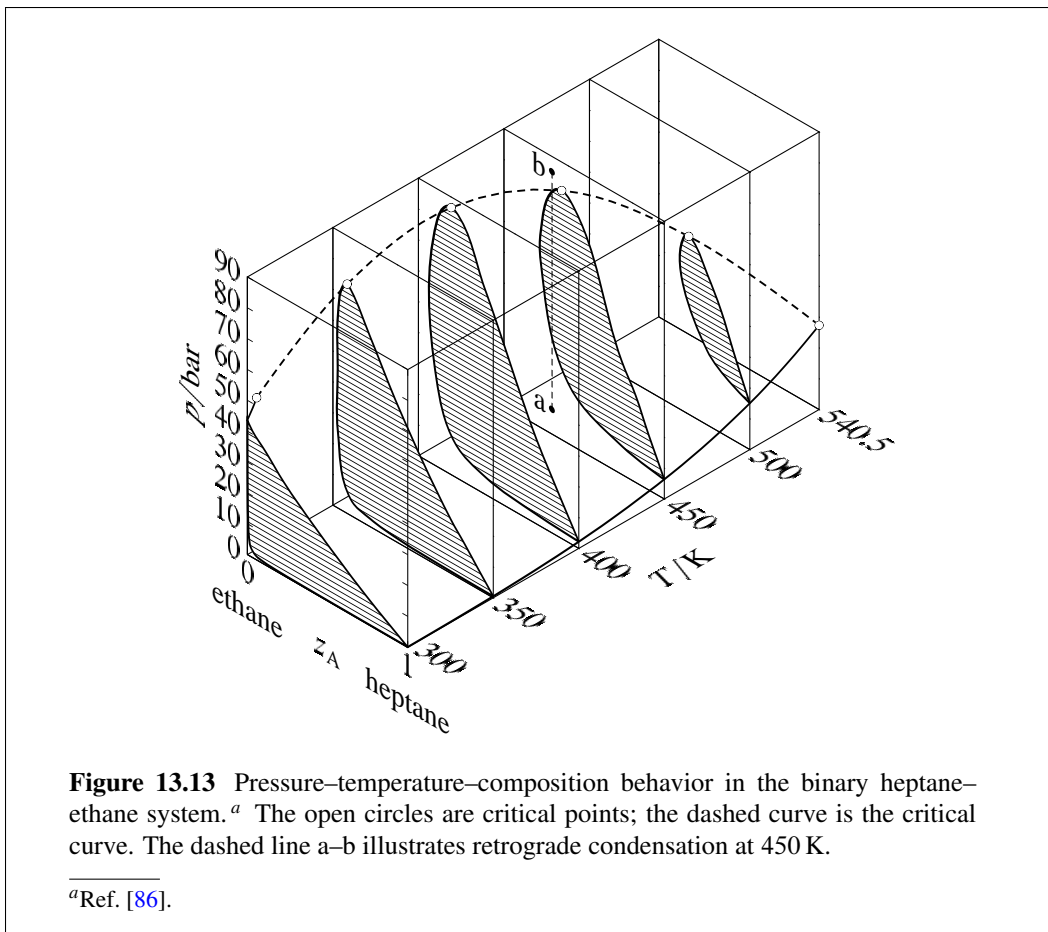 b
90
80
70
60
50
40
30
20
10
0
p/bar
a
0
ethane zA heptane
1
300
350
400
450
500
540.5
T/K
Figure 13.13 Pressure–temperature–composition behavior in the binary heptane–
ethane system.a The open circles are critical points; the dashed curve is the critical
curve. The dashed line a–b illustrates retrograde condensation at 450 K.
aRef. [86].